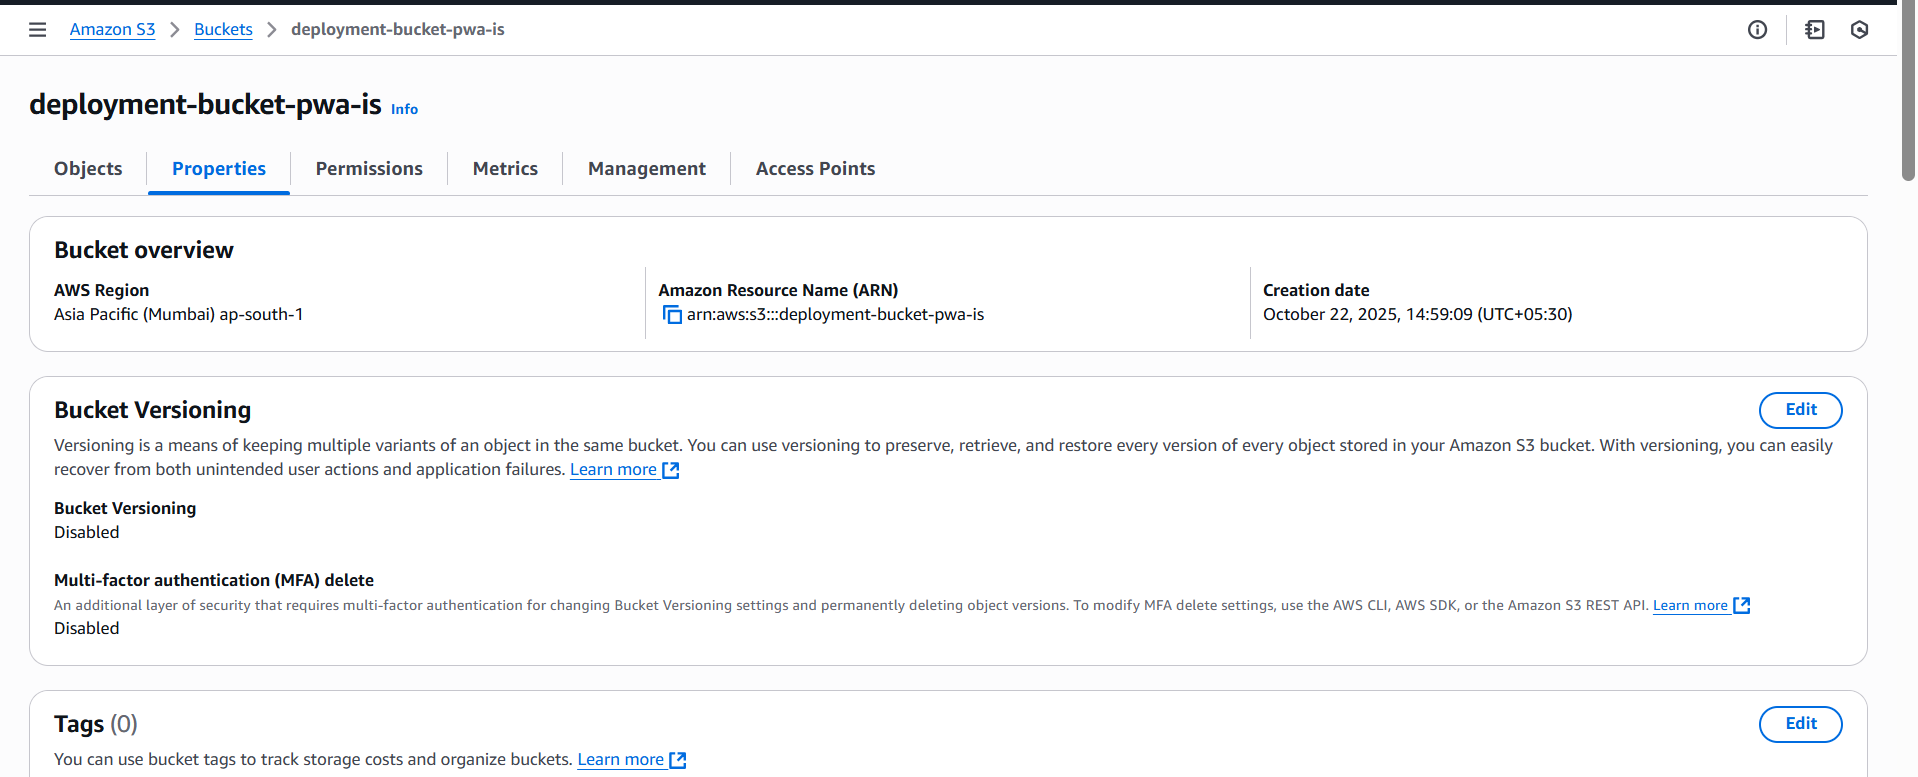 Amazon S3 > Buckets > deployment-bucket-pwa-is
deployment-bucket-pwa-is Info
Objects Properties Permissions Metrics Management Access Points
Bucket overview
AWS Region
Asia Pacific (Mumbai) ap-south-1
Amazon Resource Name (ARN)
arn:aws:s3:::deployment-bucket-pwa-is
Creation date
October 22, 2025, 14:59:09 (UTC+05:30)
Bucket Versioning
Edit
Versioning is a means of keeping multiple variants of an object in the same bucket. You can use versioning to preserve, retrieve, and restore every version of every object stored in your Amazon S3 bucket. With versioning, you can easily
recover from both unintended user actions and application failures. Learn more
Bucket Versioning
Disabled
Multi-factor authentication (MFA) delete
An additional layer of security that requires multi-factor authentication for changing Bucket Versioning settings and permanently deleting object versions. To modify MFA delete settings, use the AWS CLI, AWS SDK, or the Amazon S3 REST API. Learn more
Disabled
Tags (0)
Edit
You can use bucket tags to track storage costs and organize buckets. Learn more